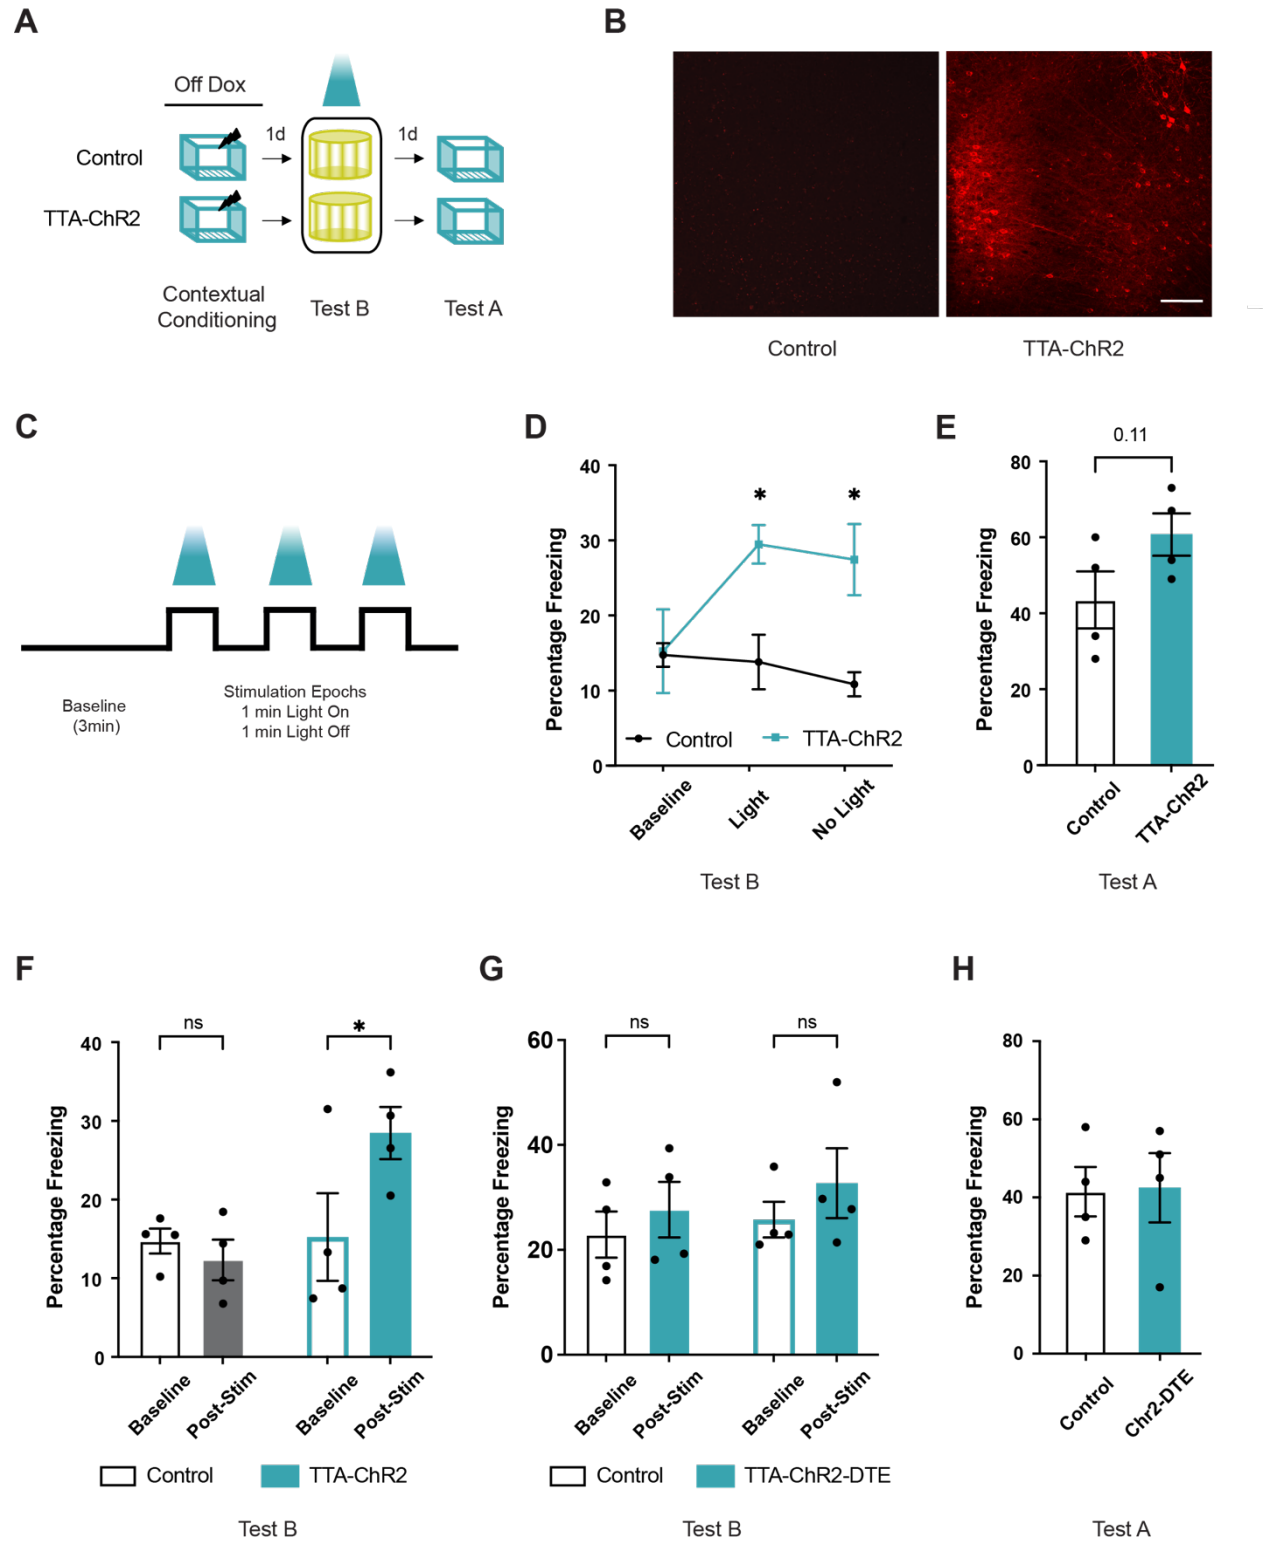 A
B
Off Dox
Control
1d
1d
TTA-ChR2
Contextual
Conditioning
Test B
Test A
Control
TTA-ChR2
C
D
E
Baseline
(3min)
Stimulation Epochs
1 min Light On
1 min Light Off
Percentage Freezing
40
30
20
10
0
*
*
Control
TTA-ChR2
Baseline
Light
No Light
Test B
Percentage Freezing
0.11
80
60
40
20
0
Control
TTA-ChR2
Test A
F
G
H
Percentage Freezing
40
30
20
10
0
ns
*
Baseline
Post-Stim
Baseline
Post-Stim
Control
TTA-ChR2
Test B
Percentage Freezing
60
40
20
0
ns
ns
Baseline
Post-Stim
Baseline
Post-Stim
Control
TTA-ChR2-DTE
Test B
Percentage Freezing
80
60
40
20
0
Control
Chr2-DTE
Test A